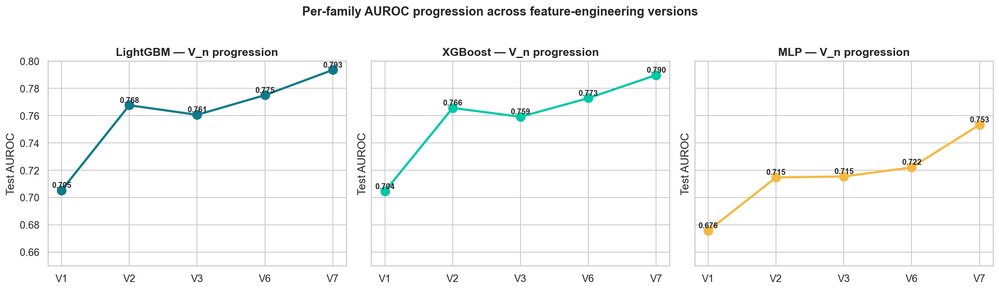 Per-family AUROC progression across feature-engineering versions
LightGBM — V_n progression
Test AUROC
0.80
0.78
0.76
0.74
0.72
0.70
0.68
0.66
0.705
0.768
0.761
0.775
0.793
V1 V2 V3 V6 V7
XGBoost — V_n progression
Test AUROC
0.704
0.766
0.759
0.773
0.790
V1 V2 V3 V6 V7
MLP — V_n progression
Test AUROC
0.676
0.715
0.715
0.722
0.753
V1 V2 V3 V6 V7